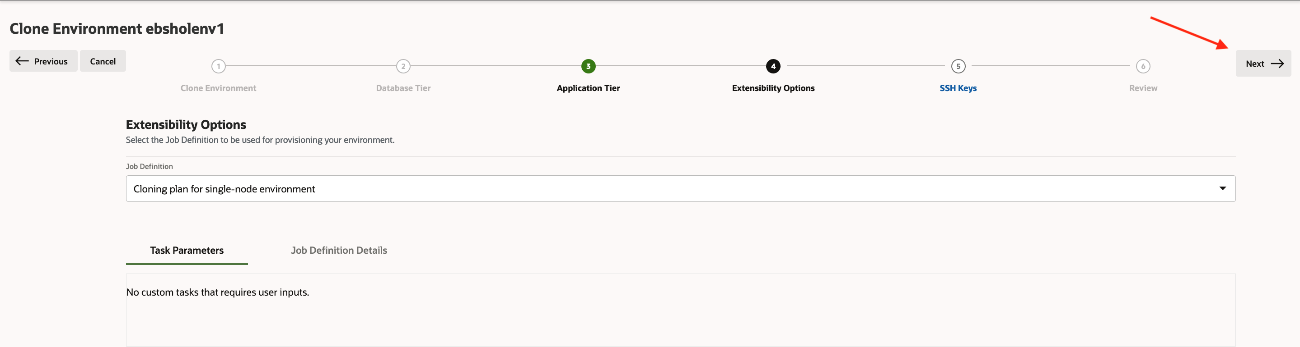 Clone Environment ebsholenv1
Previous
Cancel
1
2
3
4
5
6
Next
Clone Environment
Database Tier
Application Tier
Extensibility Options
SSH Keys
Review
Extensibility Options
Select the Job Definition to be used for provisioning your environment.
Job Definition
Cloning plan for single-node environment
Task Parameters
Job Definition Details
No custom tasks that requires user inputs.